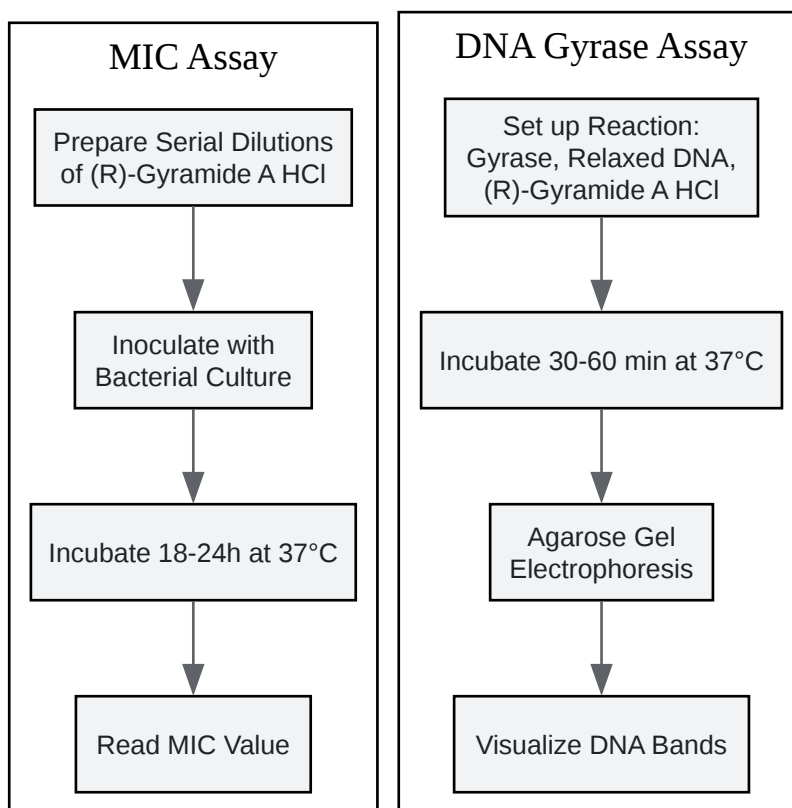 MIC Assay
Prepare Serial Dilutions
of (R)-Gyramide A HCl
Inoculate with
Bacterial Culture
Incubate 18-24h at 37°C
Read MIC Value
DNA Gyrase Assay
Set up Reaction:
Gyrase, Relaxed DNA,
(R)-Gyramide A HCl
Incubate 30-60 min at 37°C
Agarose Gel
Electrophoresis
Visualize DNA Bands